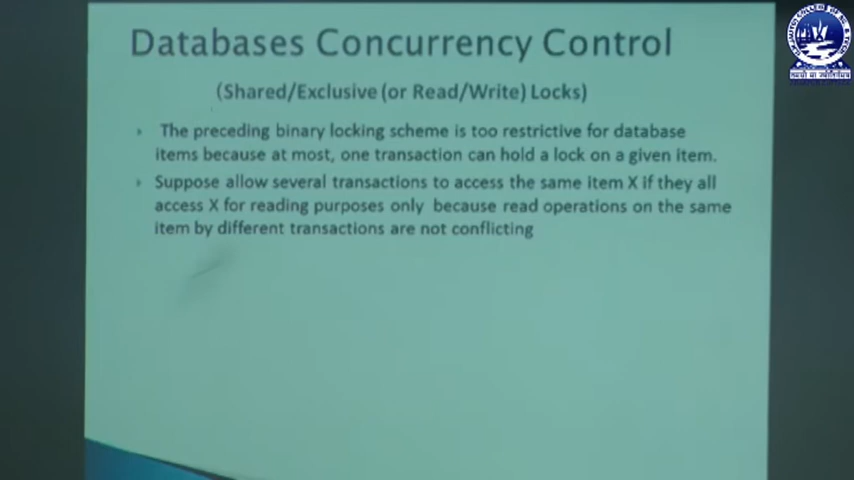 Databases Concurrency Control
(Shared/Exclusive (or Read/Write) Locks)
The preceding binary locking scheme is too restrictive for database
items because at most, one transaction can hold a lock on a given item.
Suppose allow several transactions to access the same item X if they all
access X for reading purposes only because read operations on the same
item by different transactions are not conflicting